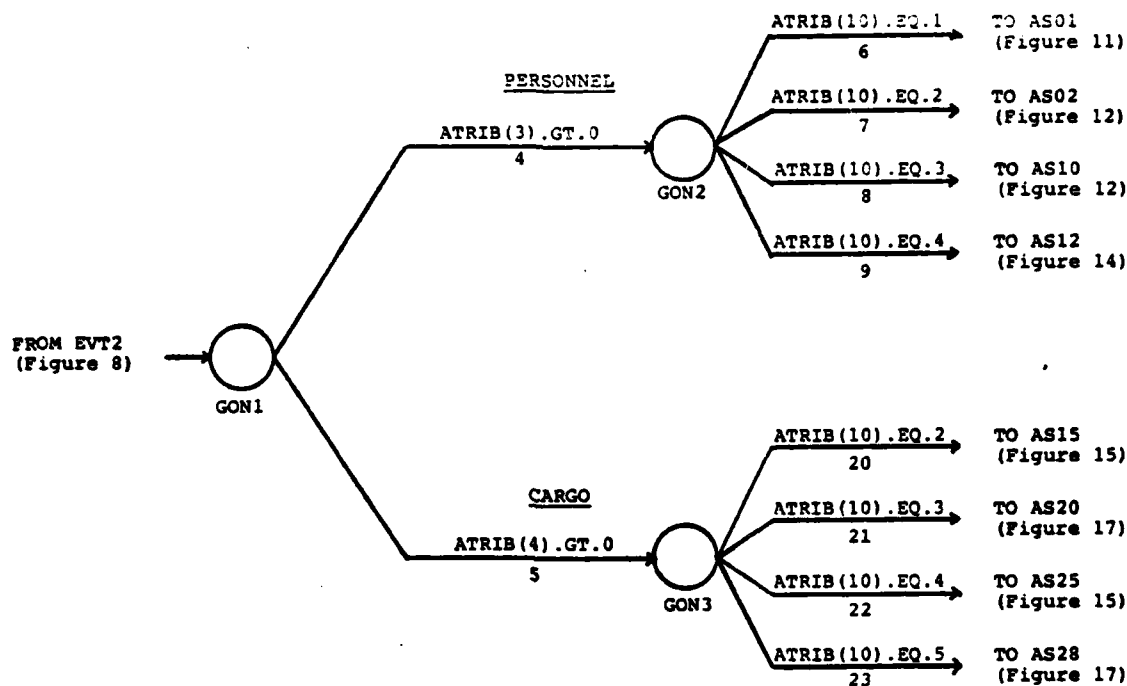 ATRIB(10).EQ.1
6
TO AS01
(Figure 11)
PERSONNEL
ATRIB(10).EQ.2
7
TO AS02
(Figure 12)
ATRIB(3).GT.0
4
GON2
ATRIB(10).EQ.3
8
TO AS10
(Figure 12)
ATRIB(10).EQ.4
9
TO AS12
(Figure 14)
FROM EVT2
(Figure 8)
GON1
ATRIB(10).EQ.2
20
TO AS15
(Figure 15)
CARGO
ATRIB(4).GT.0
5
GON3
ATRIB(10).EQ.3
21
TO AS20
(Figure 17)
ATRIB(10).EQ.4
22
TO AS25
(Figure 15)
ATRIB(10).EQ.5
23
TO AS28
(Figure 17)